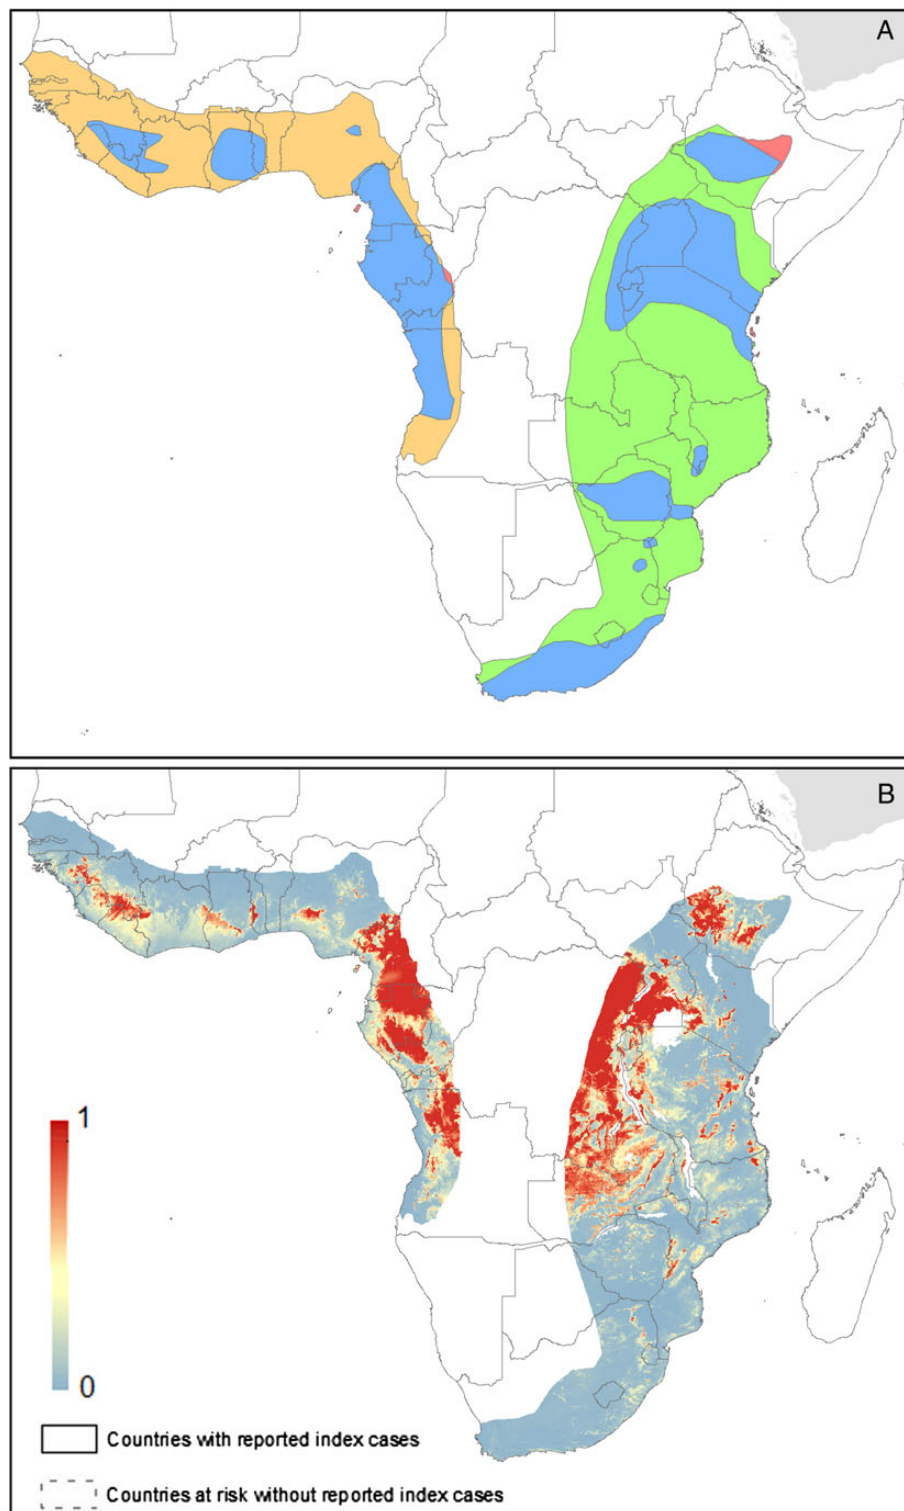 A
B
1
0
Countries with reported index cases
Countries at risk without reported index cases